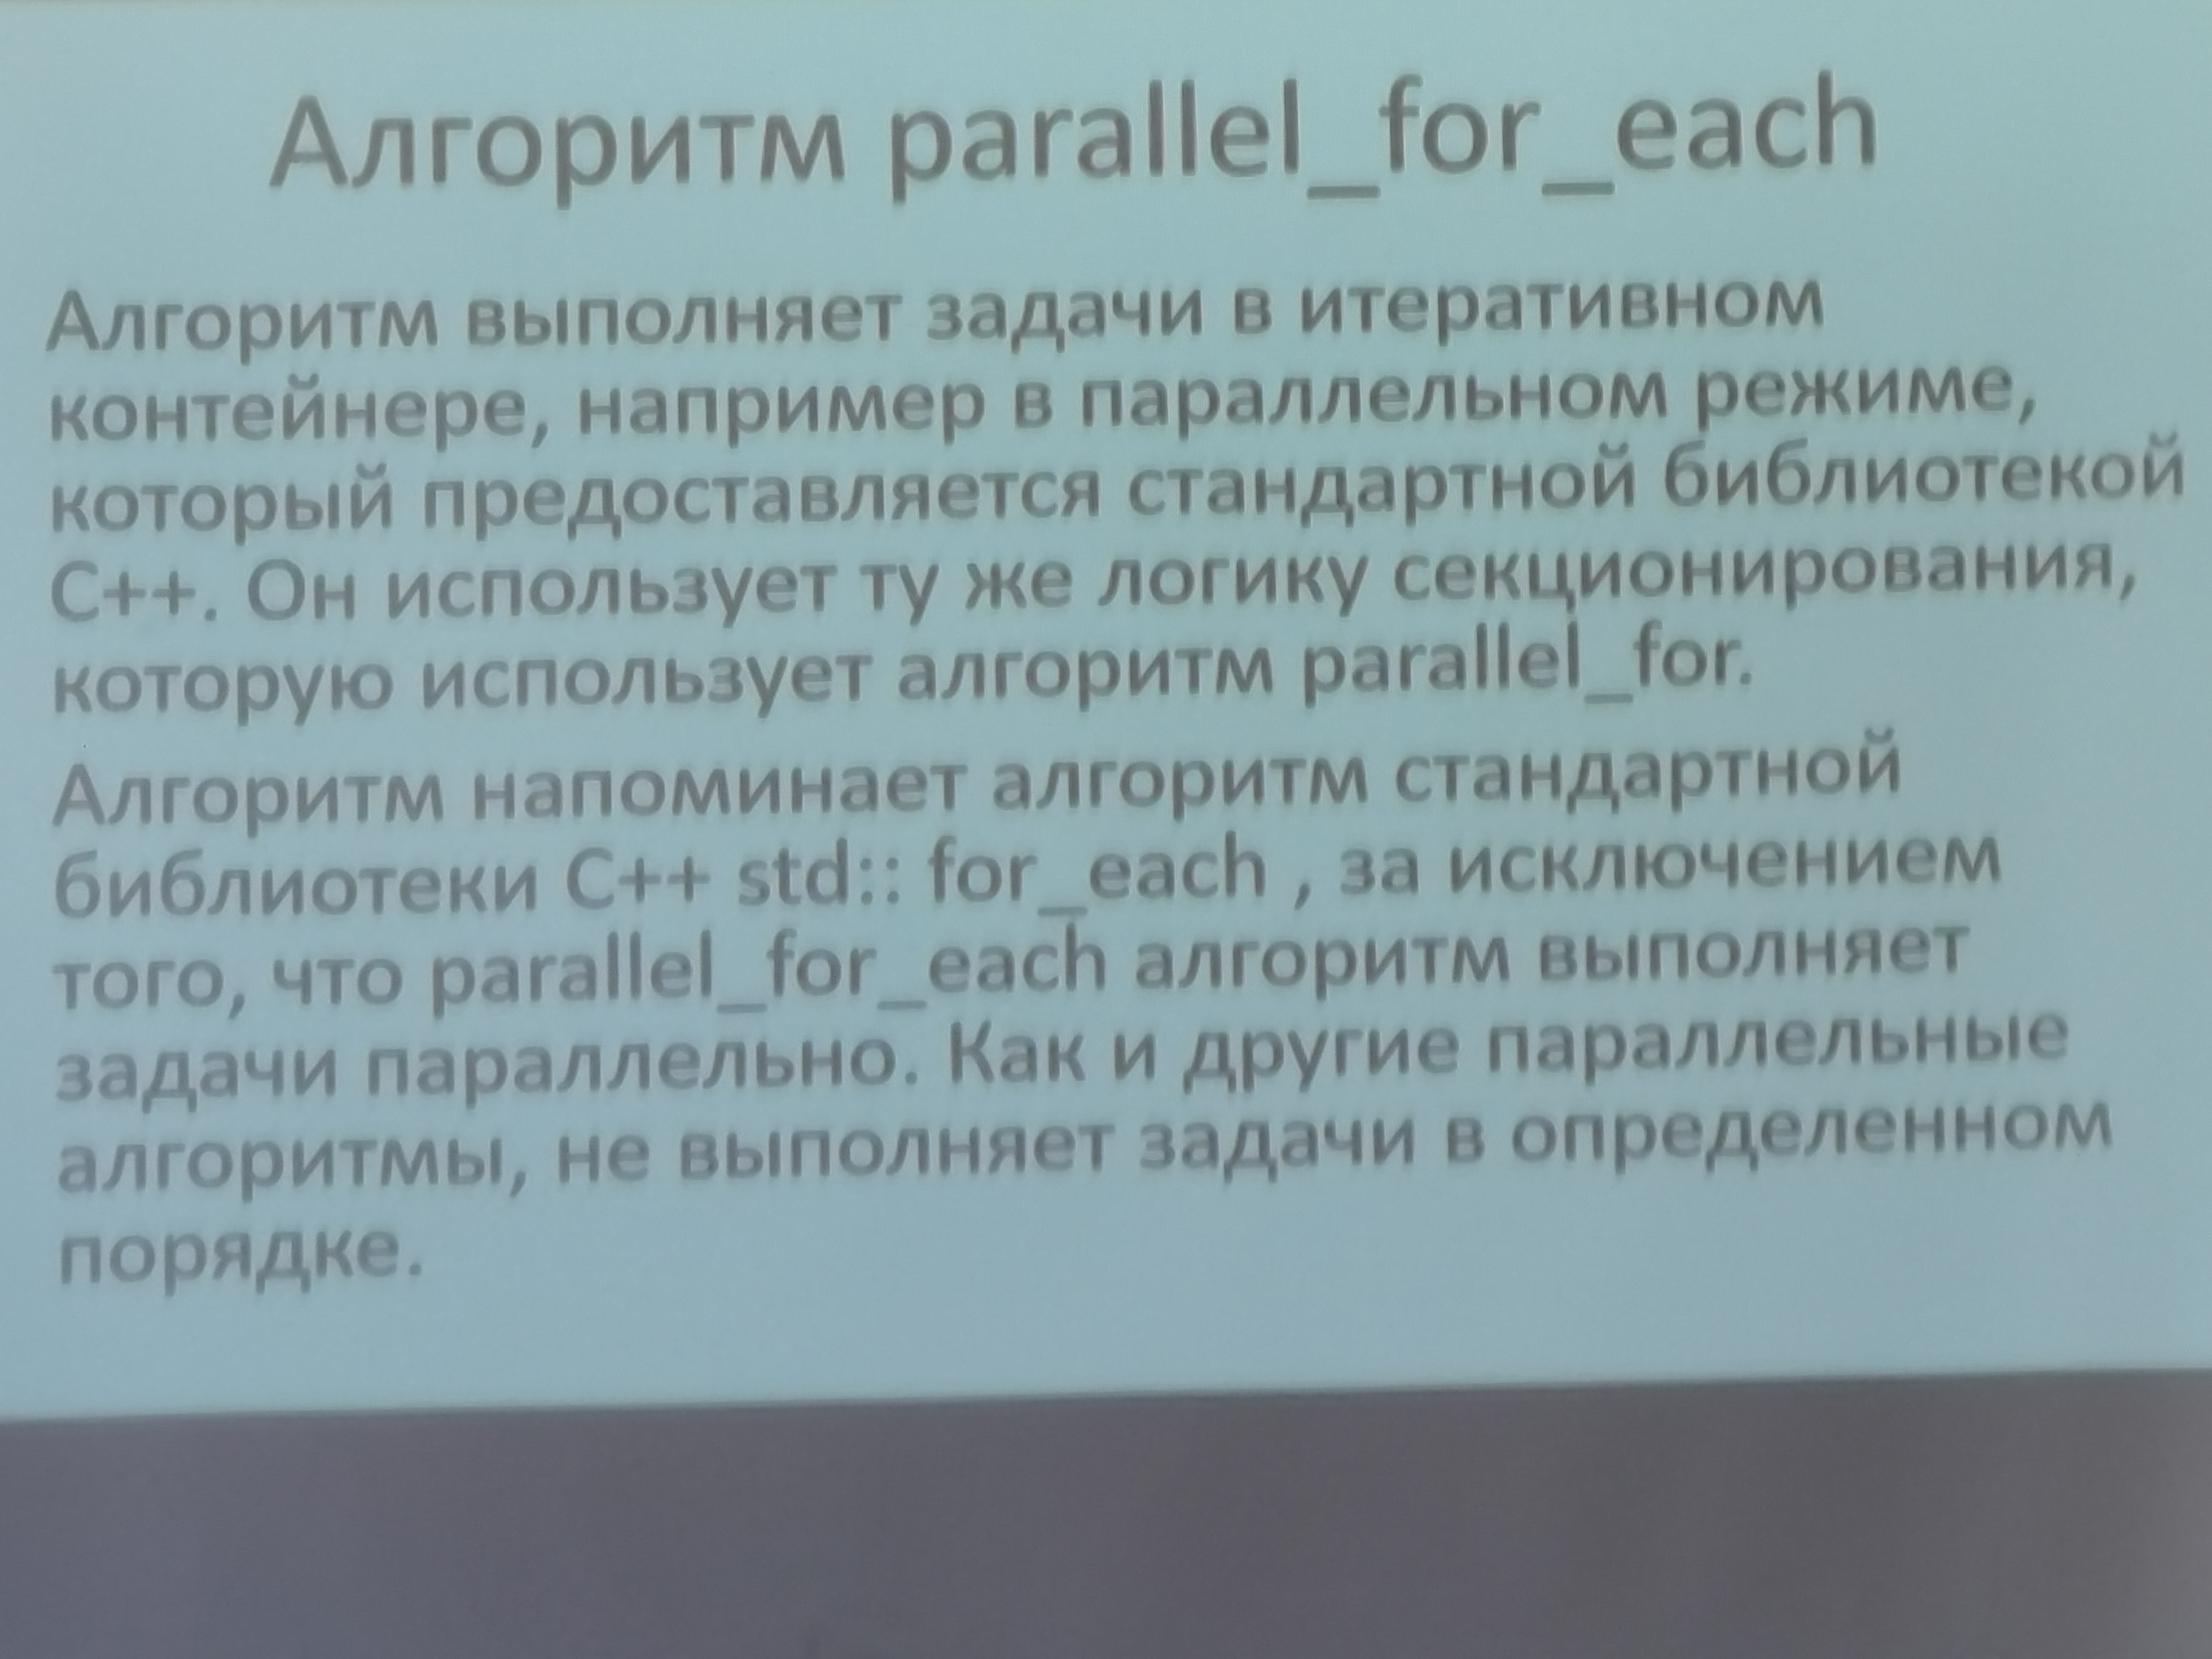 Алгоритм parallel_for_each
Алгоритм выполняет задачи в итеративном
контейнере, например в параллельном режиме,
который предоставляется стандартной библиотекой
C++. Он использует ту же логику секционирования,
которую использует алгоритм parallel_for.
Алгоритм напоминает алгоритм стандартной
библиотеки C++ std:: for_each , за исключением
того, что parallel_for_each алгоритм выполняет
задачи параллельно. Как и другие параллельные
алгоритмы, не выполняет задачи в определенном
порядке.